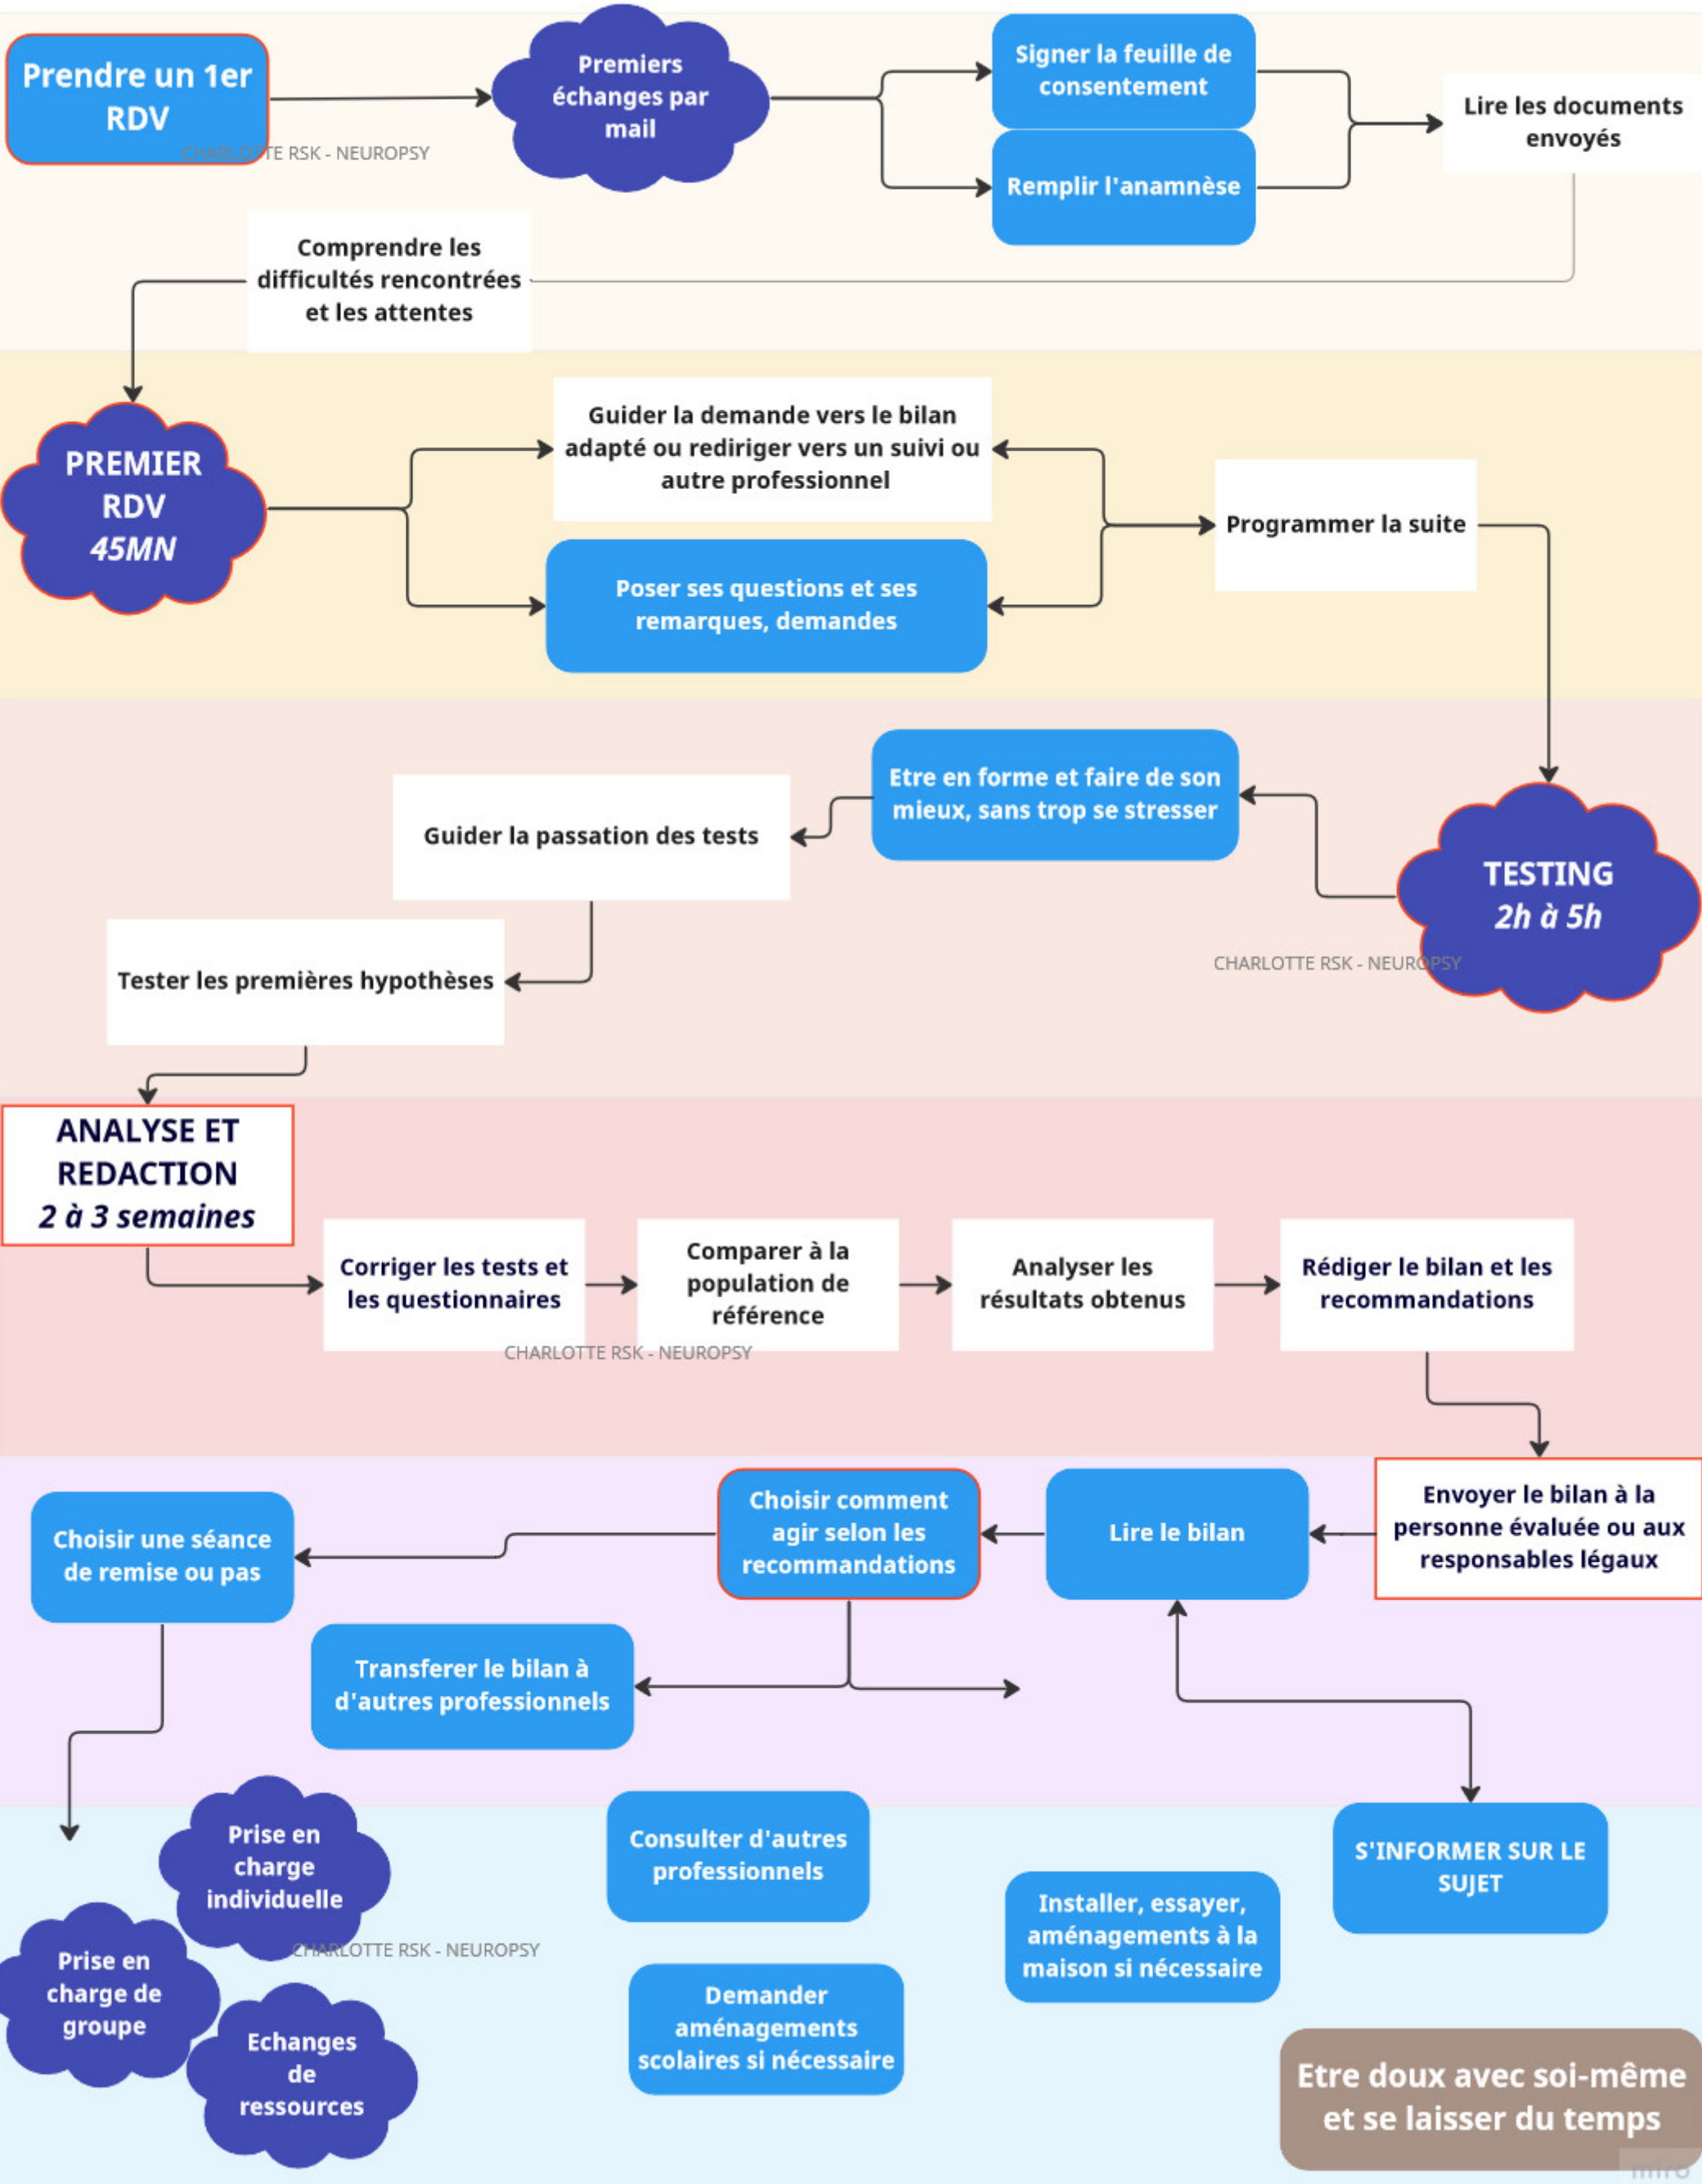 Prendre un 1er
RDV
CHARLOTTE RSK - NEUROPSY
Premiers
échanges par
mail
Signer la feuille de
consentement
Remplir l'anamnèse
Lire les documents
envoyés
Comprendre les
difficultés rencontrées
et les attentes
PREMIER
RDV
45MN
Guider la demande vers le bilan
adapté ou rediriger vers un suivi ou
autre professionnel
Poser ses questions et ses
remarques, demandes
Programmer la suite
TESTING
2h à 5h
CHARLOTTE RSK - NEUROPSY
Etre en forme et faire de son
mieux, sans trop se stresser
Guider la passation des tests
Tester les premières hypothèses
ANALYSE ET
REDACTION
2 à 3 semaines
Corriger les tests et
les questionnaires
Comparer à la
population de
référence
CHARLOTTE RSK - NEUROPSY
Analyser les
résultats obtenus
Rédiger le bilan et les
recommandations
Envoyer le bilan à la
personne évaluée ou aux
responsables légaux
Lire le bilan
Choisir comment
agir selon les
recommandations
Choisir une séance
de remise ou pas
Transferer le bilan à
d'autres professionnels
Prise en
charge
individuelle
CHARLOTTE RSK - NEUROPSY
Prise en
charge de
groupe
Echanges
de
ressources
Consulter d'autres
professionnels
Demander
aménagements
scolaires si nécessaire
Installer, essayer,
aménagements à la
maison si nécessaire
S'INFORMER SUR LE
SUJET
Etre doux avec soi-même
et se laisser du temps
miro